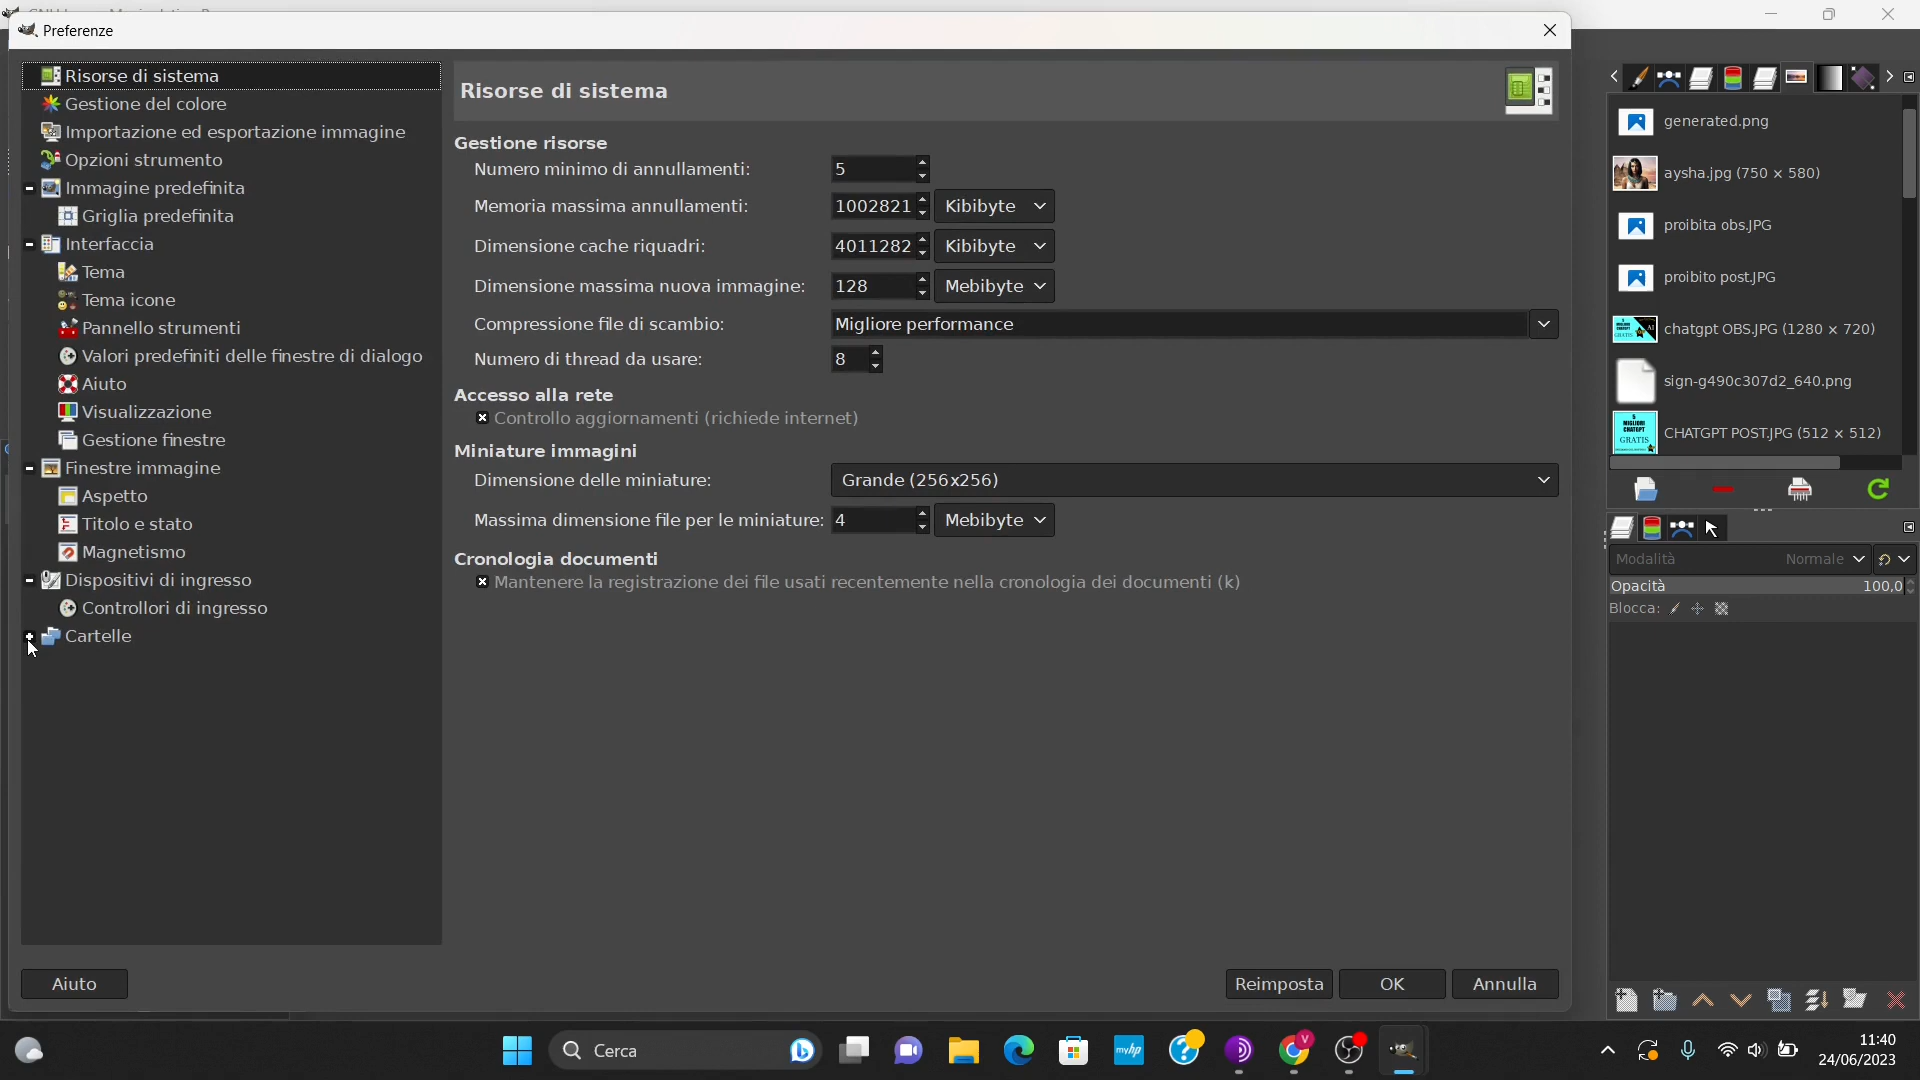 Preferenze
Risorse di sistema
Gestione del colore
Importazione ed esportazione immagine
Opzioni strumento
Immagine predefinita
Griglia predefinita
Interfaccia
Tema
Tema icone
Pannello strumenti
Valori predefiniti delle finestre di dialogo
Aiuto
Visualizzazione
Gestione finestre
Finestre immagine
Aspetto
Titolo e stato
Magnetismo
Dispositivi di ingresso
Controllori di ingresso
Cartelle
Risorse di sistema
Gestione risorse
Numero minimo di annullamenti: 5
Memoria massima annullamenti: 1002821 Kibibyte
Dimensione cache riquadri: 4011282 Kibibyte
Dimensione massima nuova immagine: 128 Mebibyte
Compressione file di scambio: Migliore performance
Numero di thread da usare: 8
Accesso alla rete
Controllo aggiornamenti (richiede internet)
Miniature immagini
Dimensione delle miniature: Grande (256x256)
Massima dimensione file per le miniature: 4 Mebibyte
Cronologia documenti
Mantenere la registrazione dei file usati recentemente nella cronologia dei documenti (k)
Aiuto
Reimposta OK Annulla
generated.png
aysha.jpg (750 × 580)
proibita obs.JPG
proibito post.JPG
chatgpt OBS.JPG (1280 × 720)
sign-g490c307d2_640.png
CHATGPT POST.JPG (512 × 512)
Modalità Normale
Opacità 100,0
Blocca:
Cerca
myhp
11:40
24/06/2023